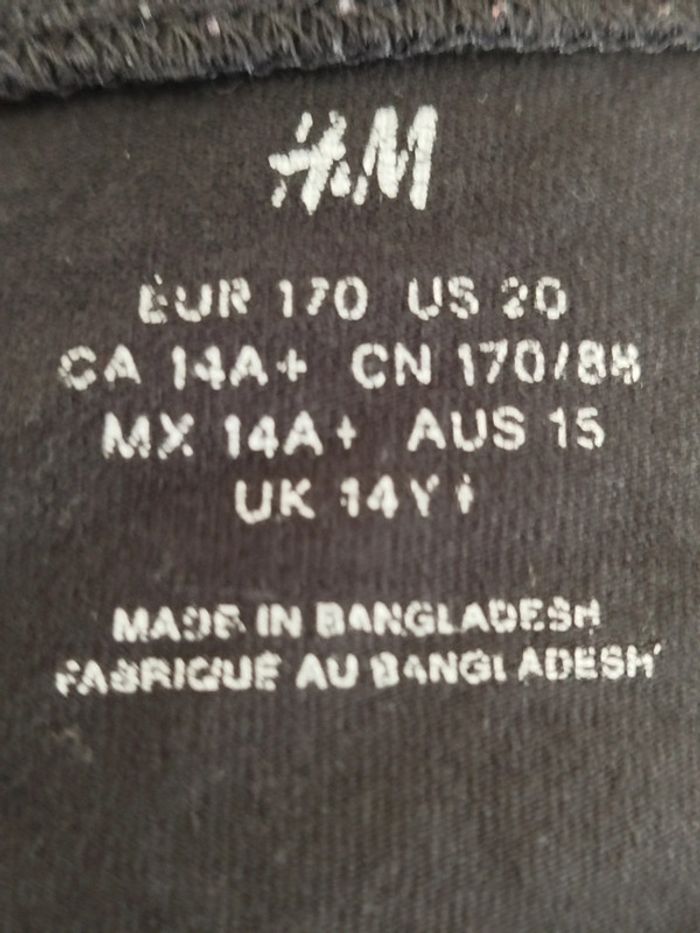 H&M
EUR 170 US 20
CA 14A+ CN 170/88
MX 14A+ AUS 15
UK 14Y+
MADE IN BANGLADESH
FABRIQUÉ AU BANGLADESH